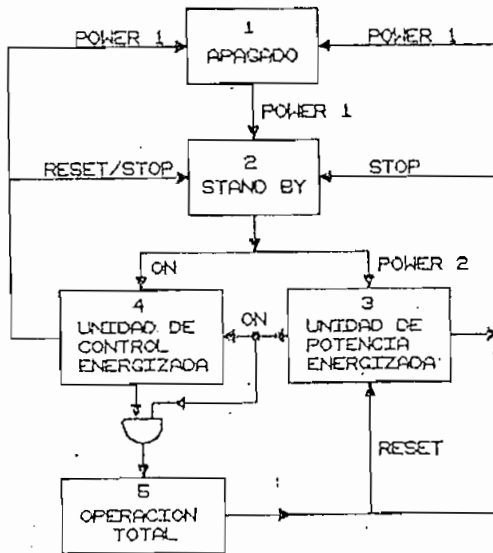 1
POWER 1
POWER 1
APAGADO
POWER 1
2
RESET/STOP
STOP
STAND BY
ON
POWER 2
4
3
UNIDAD DE
CONTROL
ENERGIZADA
ON
UNIDAD DE
POTENCIA
ENERGIZADA
RESET
5
OPERACION
TOTAL